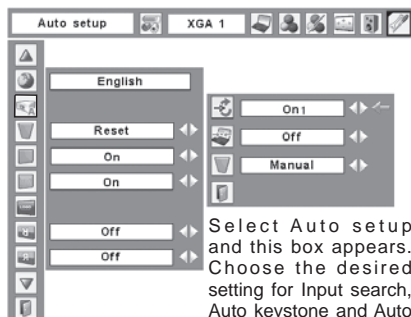 Auto setup
XGA 1
English
Reset
On
On
Off
Off
On1
Off
Manual
Select Auto setup
and this box appears.
Choose the desired
setting for Input search,
Auto keystone and Auto